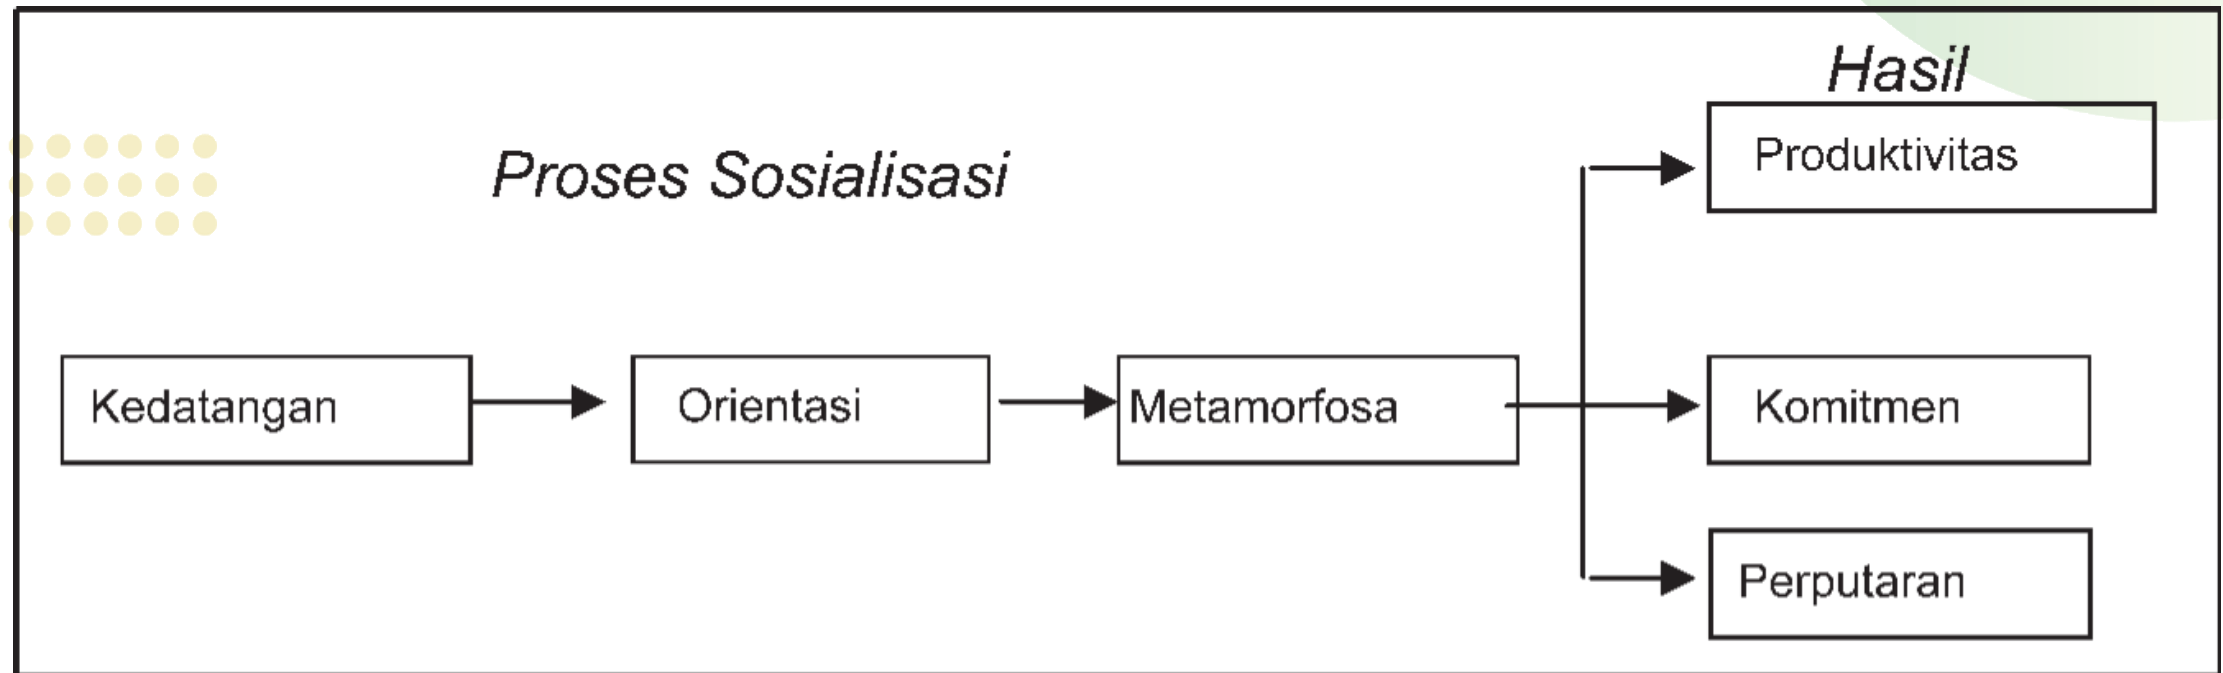 Hasil
Proses Sosialisasi
Produktivitas
Kedatangan
Orientasi
Metamorfosa
Komitmen
Perputaran